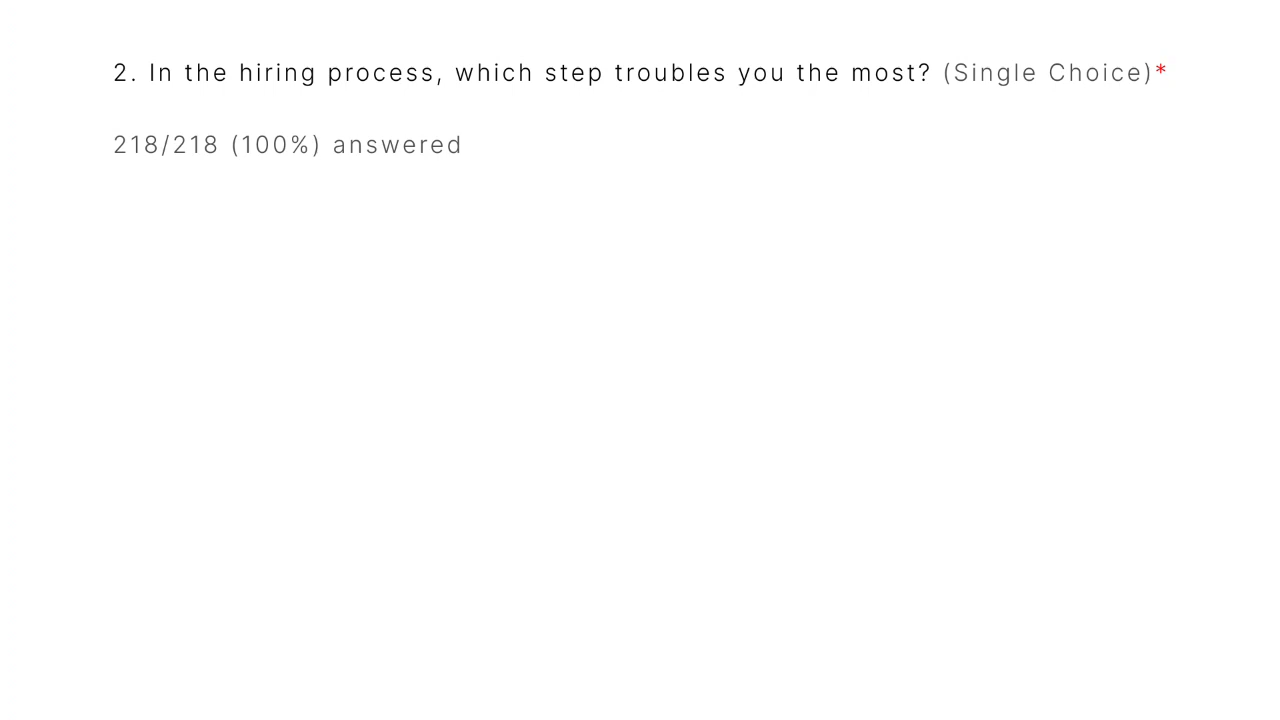 2. In the hiring process, which step troubles you the most? (Single Choice)*
218/218 (100%) answered